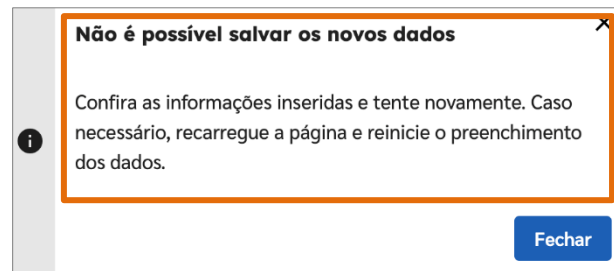 Não é possível salvar os novos dados
Confira as informações inseridas e tente novamente. Caso
necessário, recarregue a página e reinicie o preenchimento
dos dados.
Fechar